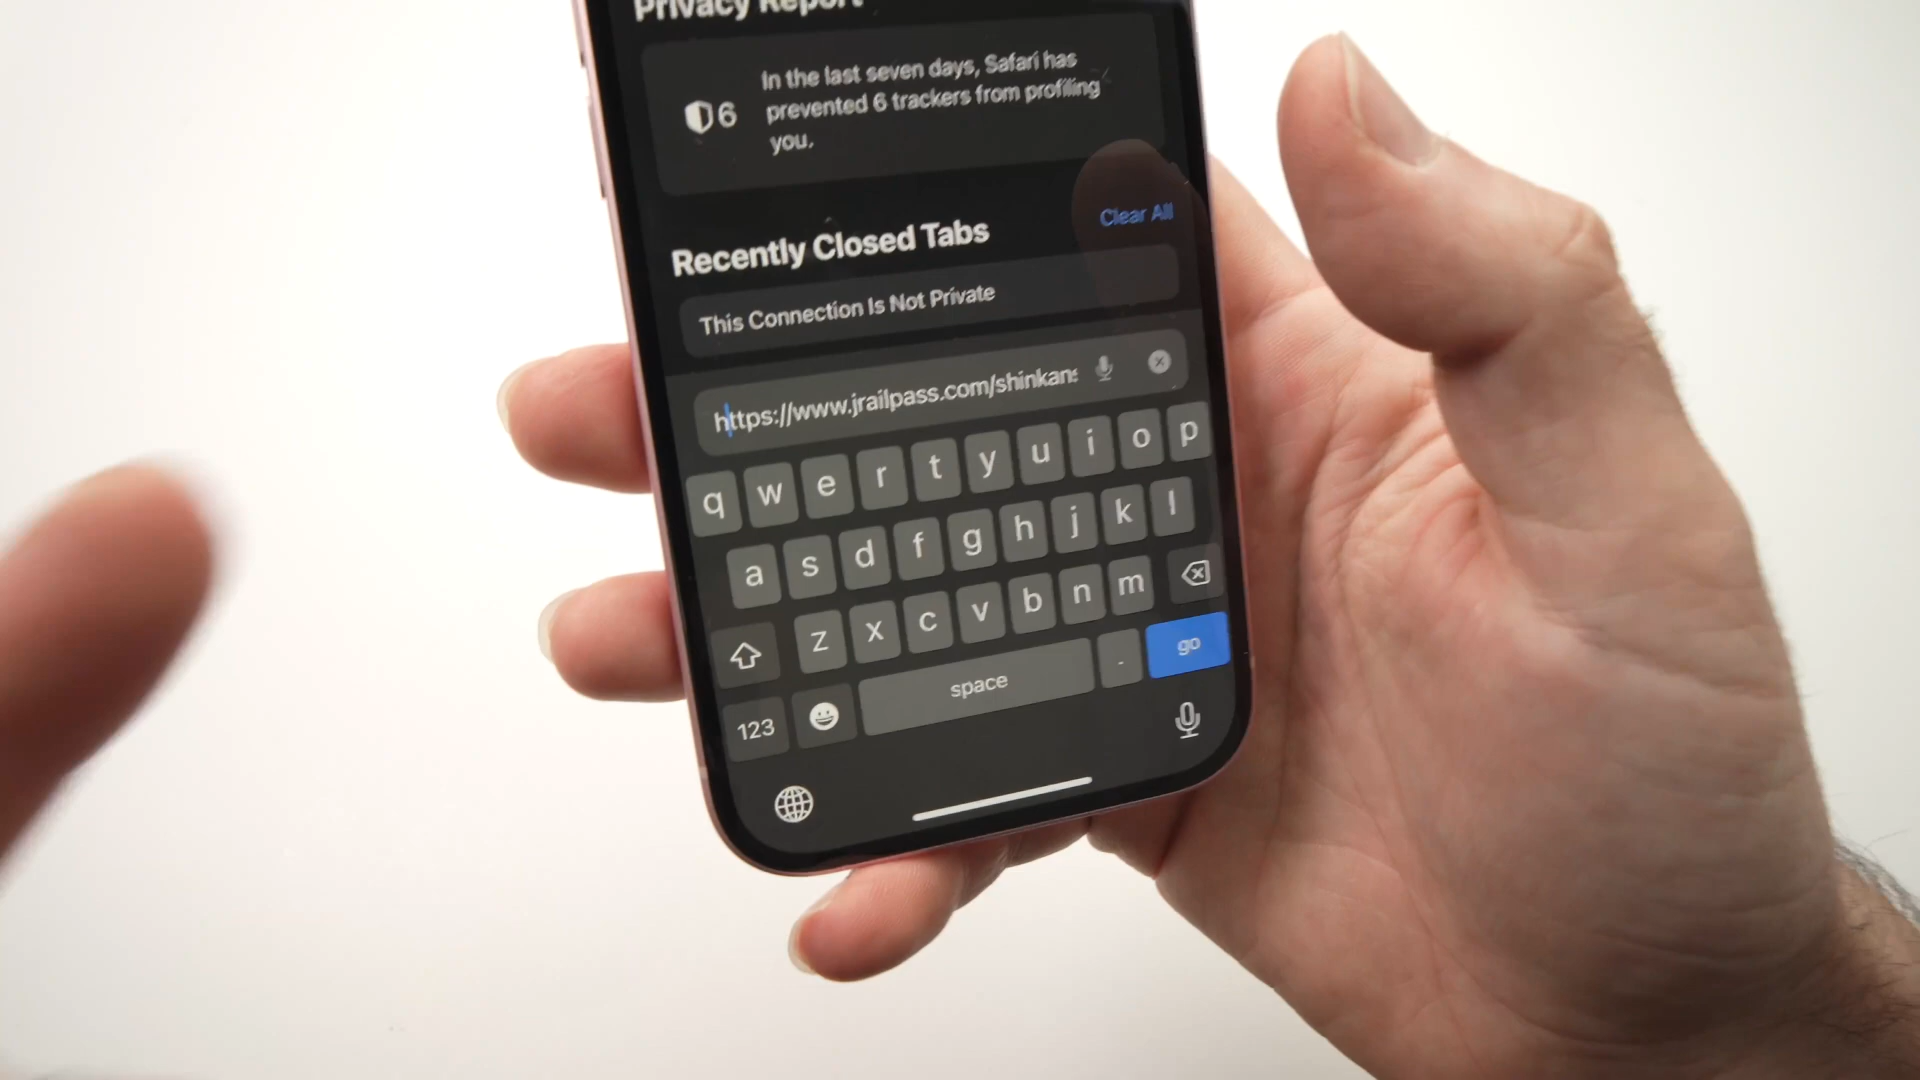 Privacy Report
6
In the last seven days, Safari has
prevented 6 trackers from profiling
you.
Recently Closed Tabs
Clear All
This Connection Is Not Private
https://www.jrailpass.com/shinkans
q w e r t y u i o p
a s d f g h j k l
z x c v b n m
123
space
.
go